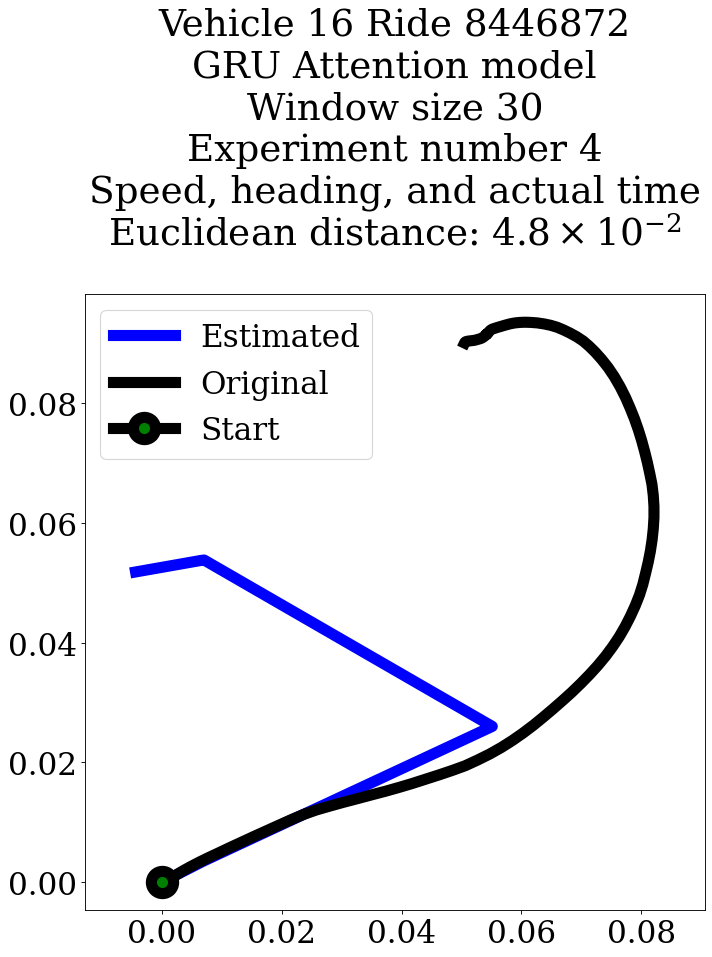 Vehicle 16 Ride 8446872
GRU Attention model
Window size 30
Experiment number 4
Speed, heading, and actual time
Euclidean distance: 4.8 × 10⁻²
Estimated
Original
Start
0.08
0.06
0.04
0.02
0.00
0.00 0.02 0.04 0.06 0.08